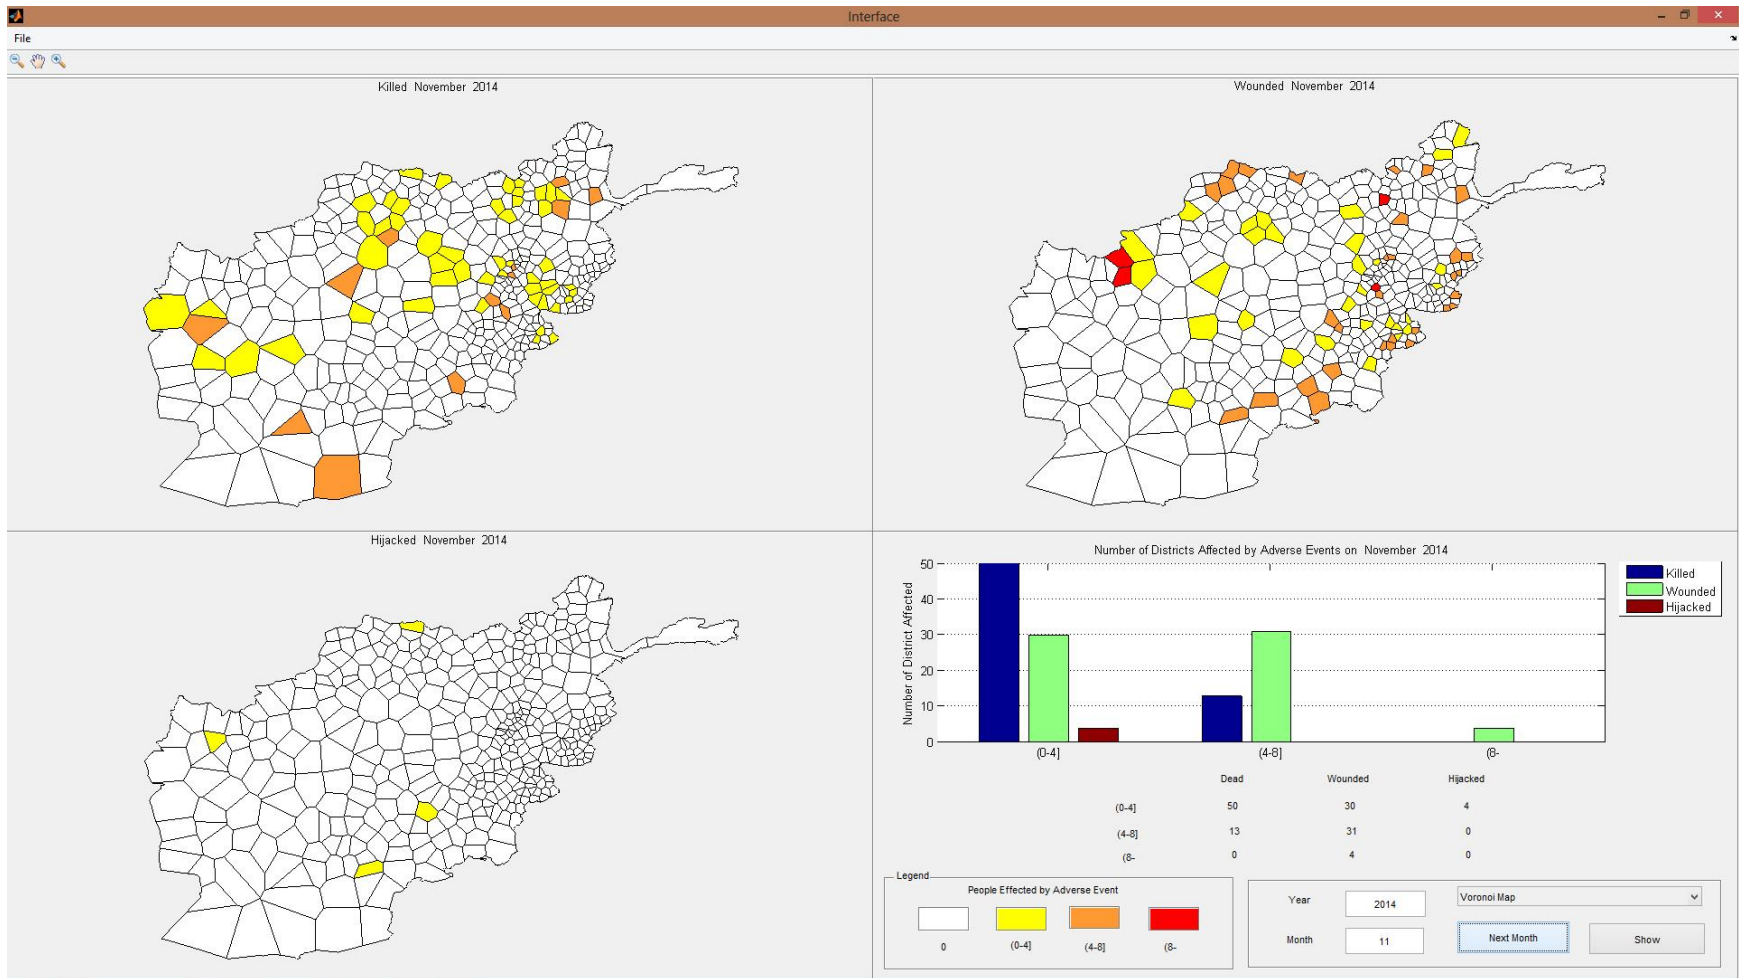 Interface
File
Killed November 2014
Wounded November 2014
Hijacked November 2014
Number of Districts Affected by Adverse Events on November 2014
Number of District Affected
50
40
30
20
10
0
(0-4]
(4-8]
(8-
Killed
Wounded
Hijacked
Dead Wounded Hijacked
(0-4] 50 30 4
(4-8] 13 31 0
(8- 0 4 0
Legend
People Effected by Adverse Event
0 (0-4] (4-8] (8-
Year 2014 Voronoi Map
Month 11 Next Month Show